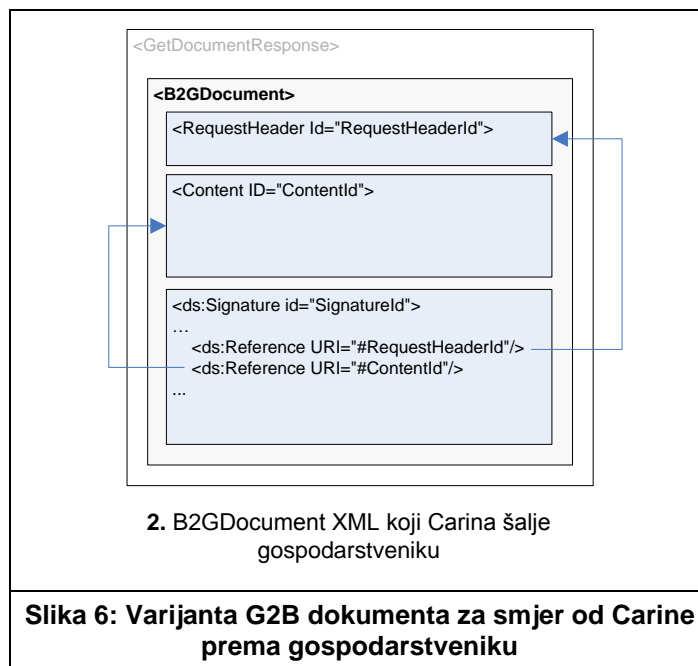 <GetDocumentResponse>
<B2GDocument>
<RequestHeader Id="RequestHeaderId">
<Content ID="ContentId">
<ds:Signature id="SignatureId">
…
<ds:Reference URI="#RequestHeaderId"/>
<ds:Reference URI="#ContentId"/>
...
2. B2GDocument XML koji Carina šalje
gospodarstveniku
Slika 6: Varijanta G2B dokumenta za smjer od Carine
prema gospodarstveniku